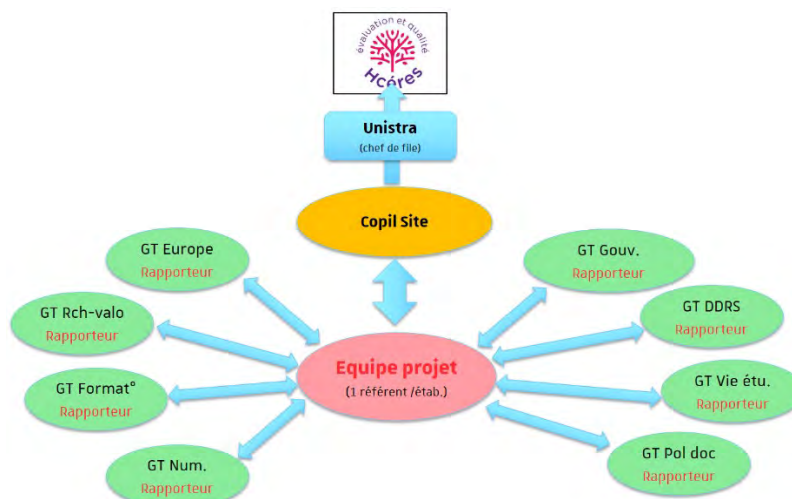 évaluation et qualité
Hcéres
Unistra
(chef de file)
Copil Site
GT Europe
Rapporteur
GT Gouv.
Rapporteur
GT Rch-valo
Rapporteur
GT DDRS
Rapporteur
Equipe projet
(1 référent /étab.)
GT Format°
Rapporteur
GT Vie étu.
Rapporteur
GT Num.
Rapporteur
GT Pol doc
Rapporteur